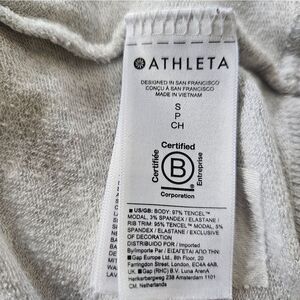 ATHLETA
DESIGNED IN SAN FRANCISCO
CONÇU À SAN FRANCISCO
MADE IN VIETNAM
S
P
CH
Certified
Certifiée
B
Entreprise
Corporation
■ US/GB: BODY: 97% TENCEL™
MODAL, 3% SPANDEX / ELASTANE /
RIB TRIM: 95% TENCEL™ MODAL, 5%
SPANDEX / ELASTANE / EXCLUSIVE
OF DECORATION
DISTRIBUIDO POR / Imported
By/Importe Par / ΕΙΣΑΓΕΤΑΙ ΑΠΟ ΤΗΝ
■ Gap Europe Ltd., 8th Floor, 20
Farringdon Street, London, EC4A 4AB,
UK ■ Gap (RHC) B.V. Luna ArenA
Herikerbergweg 238 Amsterdam 1101
CM, Netherlands